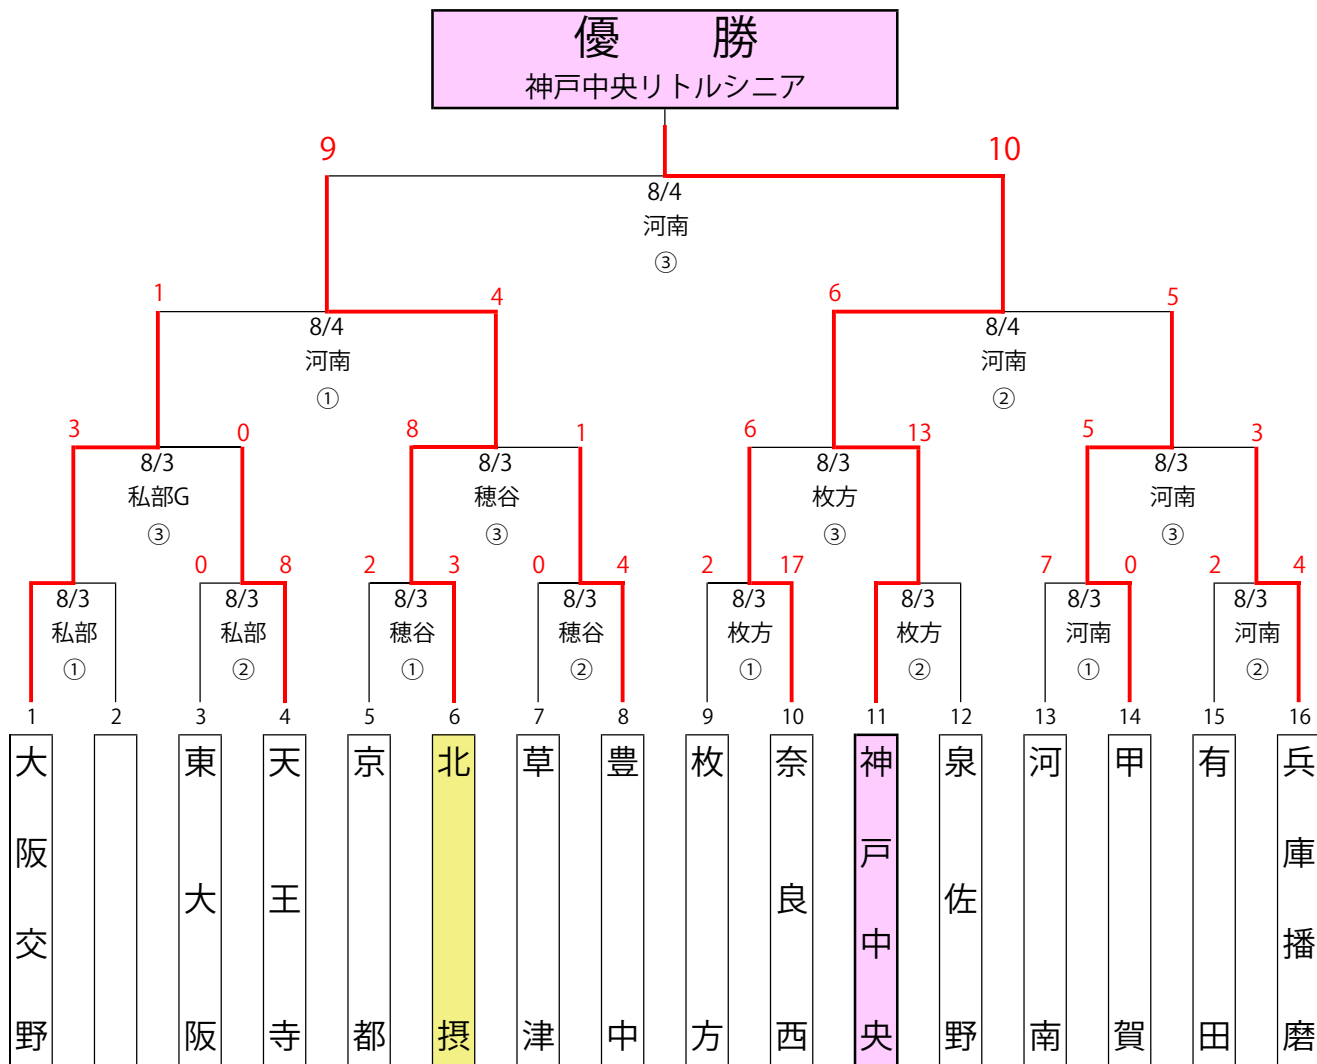 優　勝
神戸中央リトルシニア
9 10
8/4
河南
③
1 4 6 5
8/4 8/4
河南 河南
① ②
3 0 8 1 6 13 5 3
8/3 8/3 8/3 8/3
私部G 穂谷 枚方 河南
③ ③ ③ ③
0 8 2 3 0 4 2 17 7 0 2 4
8/3 8/3 8/3 8/3 8/3 8/3 8/3 8/3
私部 私部 穂谷 穂谷 枚方 枚方 河南 河南
① ② ① ② ① ② ① ②
1 2 3 4 5 6 7 8 9 10 11 12 13 14 15 16
大阪交野
東大阪
天王寺
京都
北摂
草津
豊中
枚方
奈良西
神戸中央
泉佐野
河南
甲賀
有田
兵庫播磨